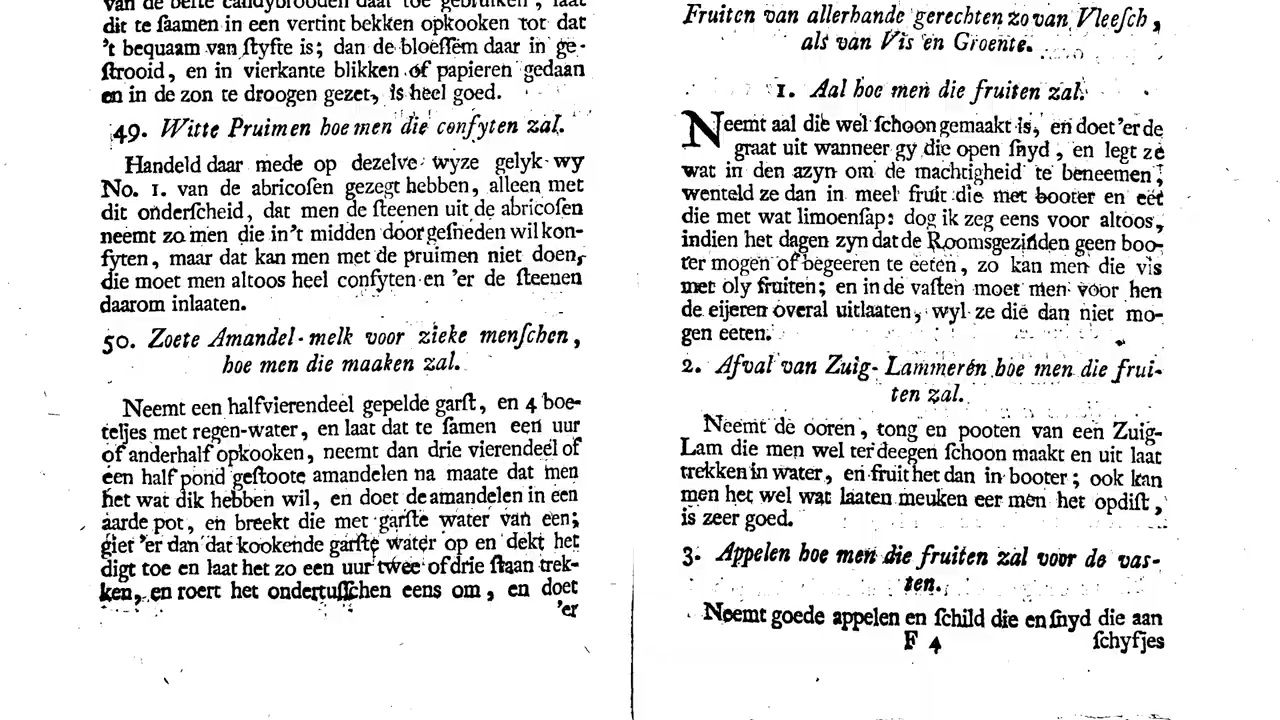 van de beste candybrooden daar toe gebruiken, laat
dit te ſaamen in een vertint bekken opkooken tot dat
't bequaam van ſtyfte is; dan de bloeſſem daar in ge-
ſtrooid, en in vierkante blikken of papieren gedaan
en in de zon te droogen gezet, is heel goed.
49. Witte Pruimen hoe men die confyten zal.
Handeld daar mede op dezelve wyze gelyk wy
No. 1. van de abricoſen gezegt hebben, alleen met
dit onderſcheid, dat men de ſteenen uit de abricoſen
neemt zo men die in't midden doorgeſneden wil kon-
fyten, maar dat kan men met de pruimen niet doen,
die moet men altoos heel confyten en 'er de ſteenen
daarom inlaaten.
50. Zoete Amandel-melk voor zieke menſchen,
hoe men die maaken zal.
Neemt een halfvierendeel gepelde garſt, en 4 boe-
teljes met regen-water, en laat dat te ſamen een uur
of anderhalf opkooken, neemt dan drie vierendeel of
een half pond geſtoote amandelen na maate dat men
het wat dik hebben wil, en doet de amandelen in een
aarde pot, en breekt die met garſte water van een;
giet 'er dan dat kookende garſte water op en dekt het
digt toe en laat het zo een uur twee of drie ſtaan trek-
ken, en roert het ondertuſſchen eens om, en doet
'er
Fruiten van allerhande gerechten zo van Vleeſch,
als van Vis en Groente.
1. Aal hoe men die fruiten zal.
Neemt aal die wel ſchoon gemaakt is, en doet 'er de
graat uit wanneer gy die open ſnyd, en legt ze
wat in den azyn om de machtigheid te beneemen;
wenteld ze dan in meel fruit die met booter en eet
die met wat limoenſap: dog ik zeg eens voor altoos,
indien het dagen zyn dat de Roomsgezinden geen boo-
ter mogen of begeeren te eeten, zo kan men die vis
met oly fruiten; en in de vaſten moet men voor hen
de eijeren overal uitlaaten, wyl ze die dan niet mo-
gen eeten.
2. Afval van Zuig-Lammeren hoe men die frui-
ten zal.
Neemt de ooren, tong en pooten van een Zuig-
Lam die men wel ter deegen ſchoon maakt en uit laat
trekken in water, en fruit het dan in booter; ook kan
men het wel wat laaten meuken eer men het opdiſt,
is zeer goed.
3. Appelen hoe men die fruiten zal voor de vas-
ten.
Neemt goede appelen en ſchild die en ſnyd die aan
F 4 ſchyfjes